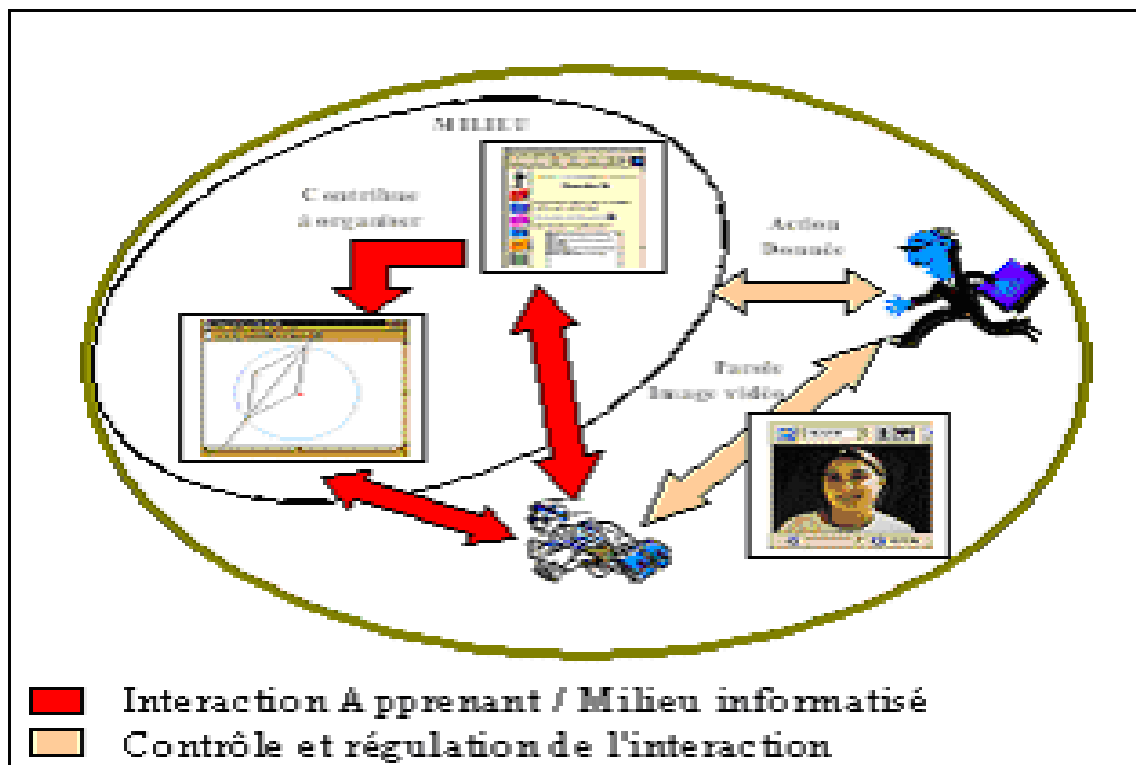 MILIEU
Contribue
à organiser
Action
Donnée
Parole
Image vidéo
Interaction Apprenant / Milieu informatisé
Contrôle et régulation de l'interaction